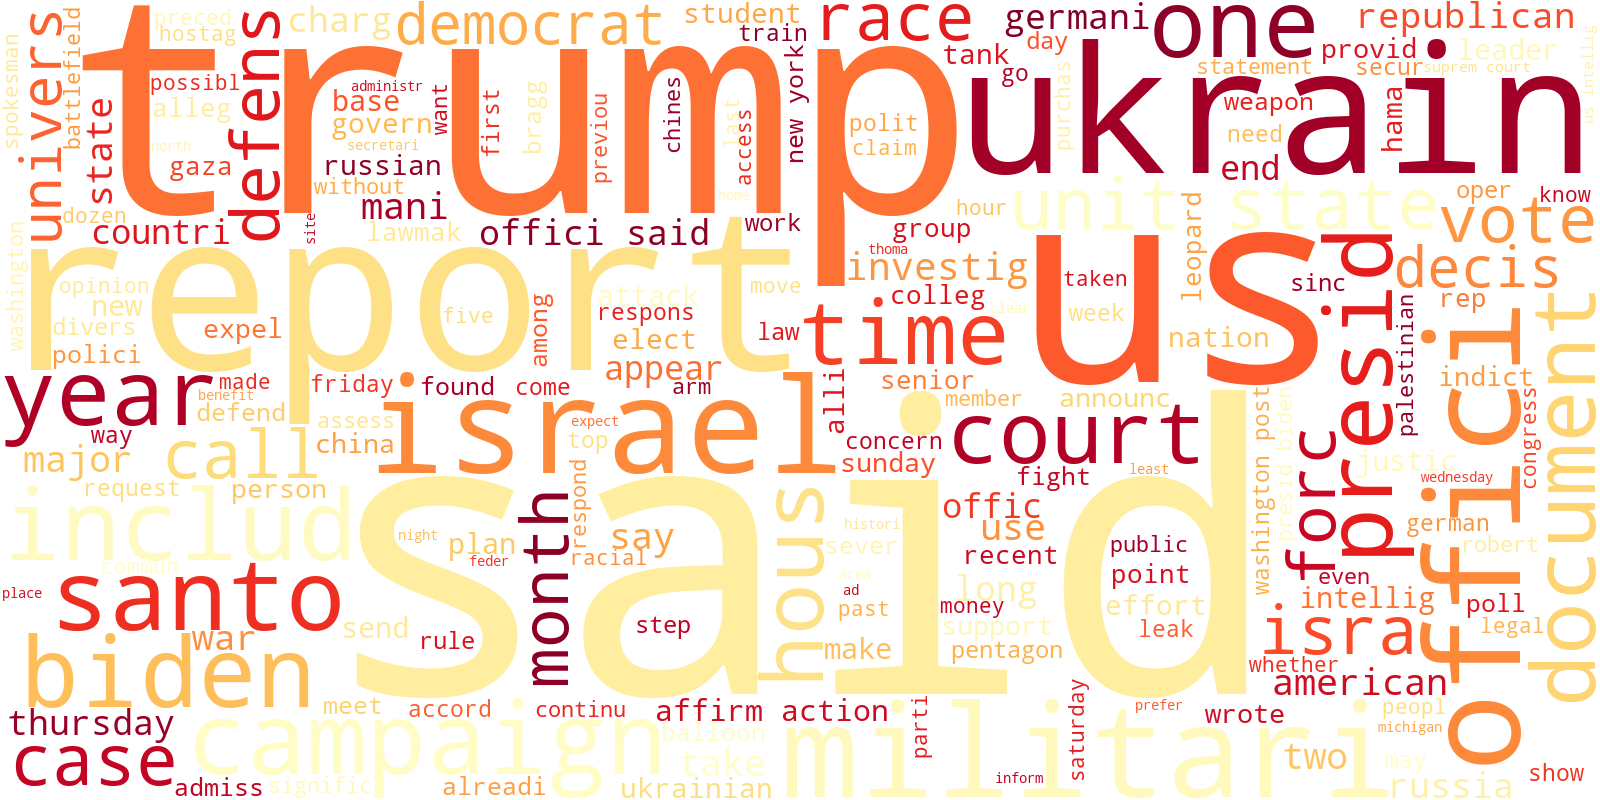 trump
ukrain
said
us
report
israel
militari
offici
document
presid
campaign
court
biden
includ
santo
year
hous
month
time
one
race
democrat
defens
univers
state
unit state
vote
decis
republican
germani
charg
student
preced
hostag
battlefield
spokesman
possibl
alleg
administr
base
govern
secretari
russian
without
north
gaza
dozen
countri
site
mani
lawmak
offici said
want
first
bragg
previou
chines
last
access
new york
train
home
work
polit
claim
tank
day
go
provid
leader
statement
secur
suprem court
us intellig
purchas
weapon
need
hama
end
oper
know
hour
group
thoma
investig
leopard
taken
sinc
colleg
move
clear
week
nation
rep
palestinian
indict
washington
opinion
new
divers
polici
expel
five
among
attack
respons
elect
appear
law
made
benefit
defend
way
friday
found
come
arm
alli
senior
member
announc
expect
assess
china
top
concern
sunday
fight
least
major
call
request
person
justic
wednesday
congress
washington post
presid biden
forc
night
plan
feder
respond
say
racial
histori
sever
area
ad
past
offic
use
recent
long
money
support
pentagon
public
point
effort
leak
german
robert
even
intellig
poll
legal
isra
whether
american
commun
place
war
send
rule
step
make
thursday
case
admiss
signific
meet
accord
continu
affirm action
balloon
take
alreadi
ukrainian
parti
inform
saturday
prefer
wrote
two
peopl
michigan
may
russia
show